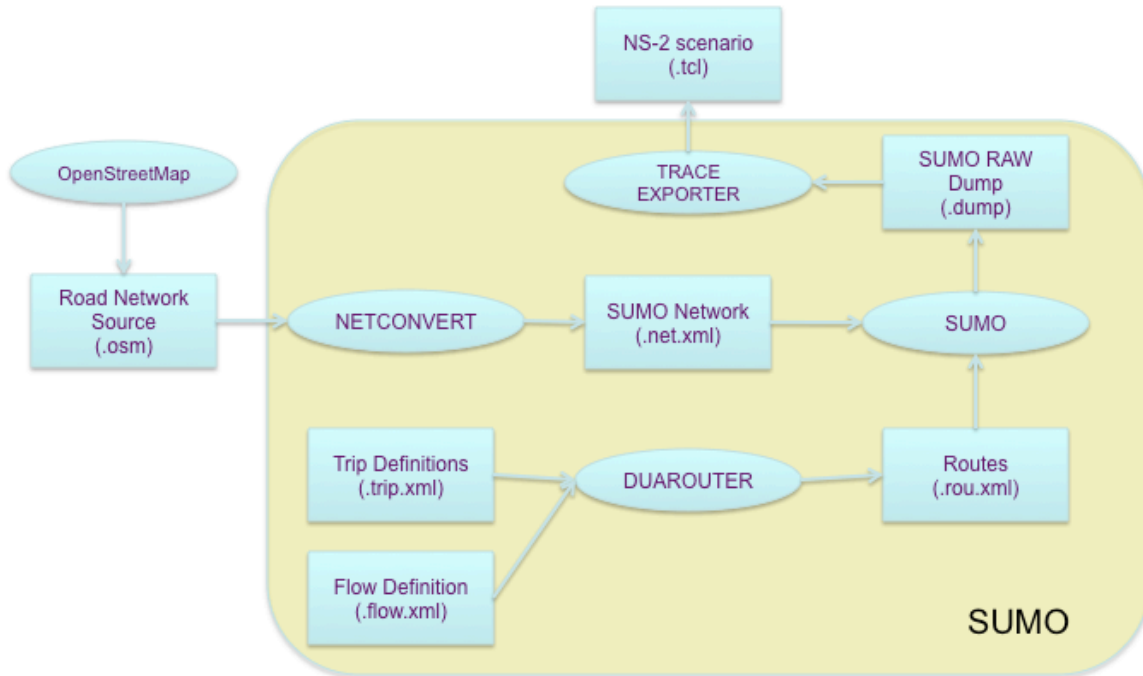 NS-2 scenario
(.tcl)
OpenStreetMap
TRACE
EXPORTER
SUMO RAW
Dump
(.dump)
Road Network
Source
(.osm)
NETCONVERT
SUMO Network
(.net.xml)
SUMO
Trip Definitions
(.trip.xml)
DUAROUTER
Routes
(.rou.xml)
Flow Definition
(.flow.xml)
SUMO